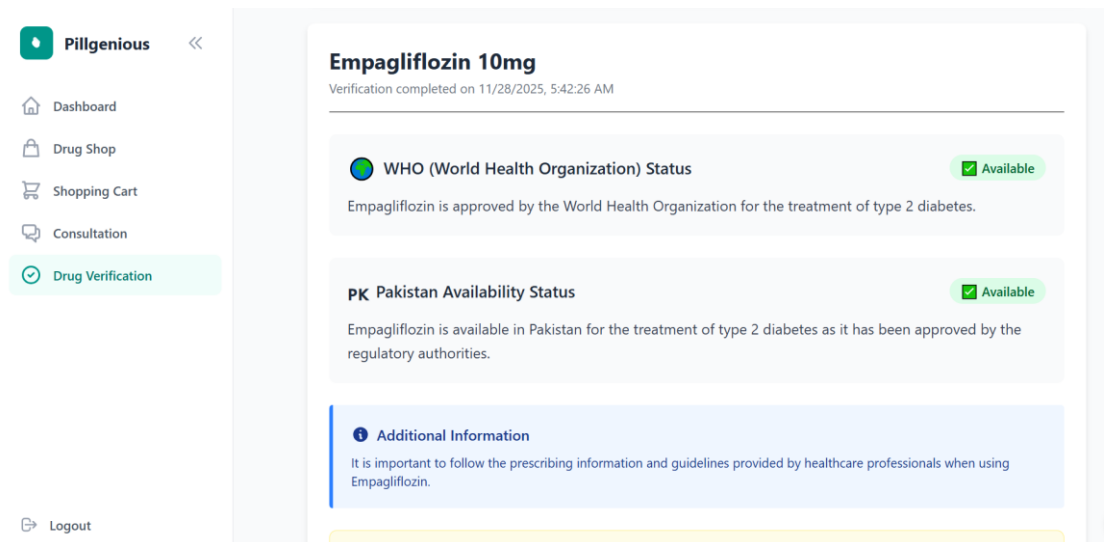 Pillgenious
Dashboard
Drug Shop
Shopping Cart
Consultation
Drug Verification
Logout
Empagliflozin 10mg
Verification completed on 11/28/2025, 5:42:26 AM
WHO (World Health Organization) Status
Available
Empagliflozin is approved by the World Health Organization for the treatment of type 2 diabetes.
PK Pakistan Availability Status
Available
Empagliflozin is available in Pakistan for the treatment of type 2 diabetes as it has been approved by the
regulatory authorities.
Additional Information
It is important to follow the prescribing information and guidelines provided by healthcare professionals when using
Empagliflozin.